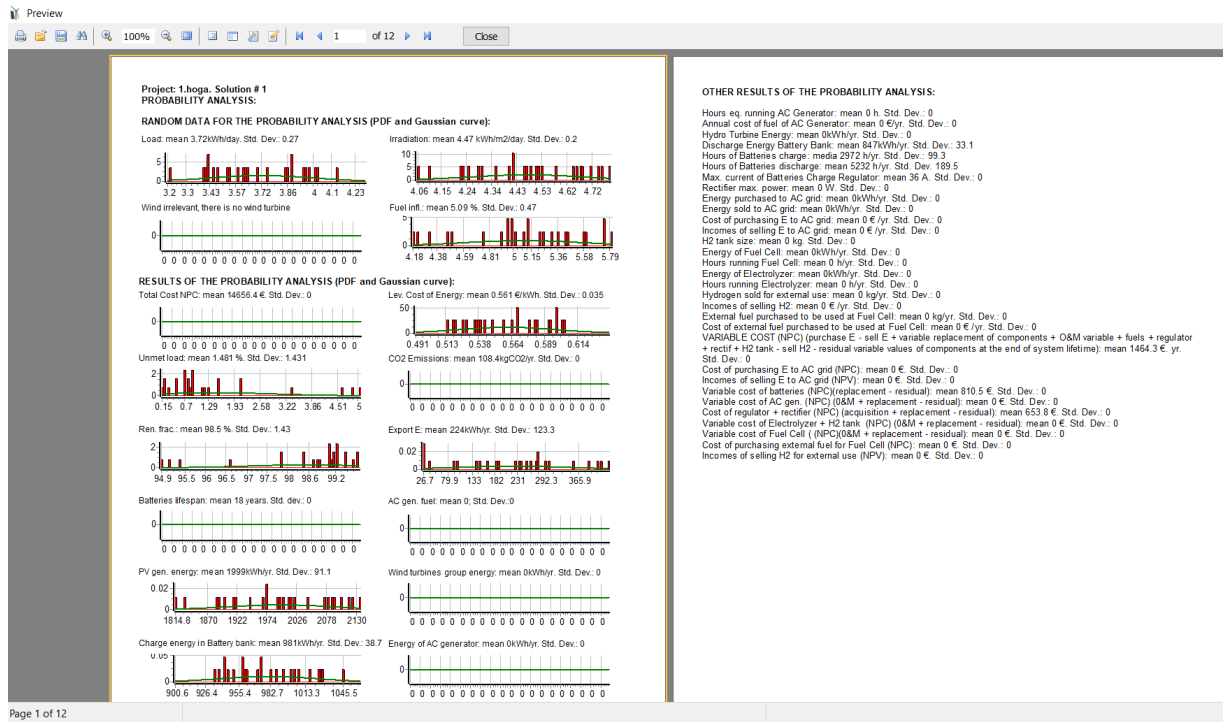 Preview
100%
1
of 12
Close
Project: 1.hoga. Solution # 1
PROBABILITY ANALYSIS:
RANDOM DATA FOR THE PROBABILITY ANALYSIS (PDF and Gaussian curve):
Load: mean 3.72kWh/day. Std. Dev.: 0.27
5
0
3.2 3.3 3.43 3.57 3.72 3.86 4 4.1 4.23
Irradiation: mean 4.47 kWh/m2/day. Std. Dev.: 0.2
10
5
0
4.06 4.15 4.24 4.34 4.43 4.53 4.62 4.72
Wind irrelevant, there is no wind turbine
0
0 0 0 0 0 0 0 0 0 0 0 0 0 0 0 0 0
Fuel infl.: mean 5.09 %. Std. Dev.: 0.47
5
0
4.18 4.38 4.59 4.81 5 5.15 5.36 5.58 5.79
RESULTS OF THE PROBABILITY ANALYSIS (PDF and Gaussian curve):
Total Cost NPC: mean 14656.4 €. Std. Dev.: 0
0
0 0 0 0 0 0 0 0 0 0 0 0 0 0 0 0 0
Lev. Cost of Energy: mean 0.561 €/kWh. Std. Dev.: 0.035
50
0
0.491 0.513 0.538 0.564 0.589 0.614
Unmet load: mean 1.481 %. Std. Dev.: 1.431
2
0
0.15 0.7 1.29 1.93 2.58 3.22 3.86 4.51 5
CO2 Emissions: mean 108.4kgCO2/yr. Std. Dev.: 0
0
0 0 0 0 0 0 0 0 0 0 0 0 0 0 0 0 0
Ren. frac.: mean 98.5 %. Std. Dev.: 1.43
2
0
94.9 95.5 96 96.5 97 97.5 98 98.6 99.2
Export E: mean 224kWh/yr. Std. Dev.: 123.3
0.02
0
26.7 79.9 133 182 231 292.3 365.9
Batteries lifespan: mean 18 years. Std. dev.: 0
0
0 0 0 0 0 0 0 0 0 0 0 0 0 0 0 0 0
AC gen. fuel: mean 0; Std. Dev.:0
0
0 0 0 0 0 0 0 0 0 0 0 0 0 0 0 0 0
PV gen. energy: mean 1999kWh/yr. Std. Dev.: 91.1
0.02
0
1814.8 1870 1922 1974 2026 2078 2130
Wind turbines group energy: mean 0kWh/yr. Std. Dev.: 0
0
0 0 0 0 0 0 0 0 0 0 0 0 0 0 0 0 0
Charge energy in Battery bank: mean 981kWh/yr. Std. Dev.: 38.7
0.05
0
900.6 926.4 955.4 982.7 1013.3 1045.5
Energy of AC generator: mean 0kWh/yr. Std. Dev.: 0
0
0 0 0 0 0 0 0 0 0 0 0 0 0 0 0 0 0
OTHER RESULTS OF THE PROBABILITY ANALYSIS:
Hours eq. running AC Generator: mean 0 h. Std. Dev.: 0
Annual cost of fuel of AC Generator: mean 0 €/yr. Std. Dev.: 0
Hydro Turbine Energy: mean 0kWh/yr. Std. Dev.: 0
Discharge Energy Battery Bank: mean 847kWh/yr. Std. Dev.: 33.1
Hours of Batteries charge: media 2972 h/yr. Std. Dev.: 99.3
Hours of Batteries discharge: mean 5232 h/yr. Std. Dev. 189.5
Max. current of Batteries Charge Regulator: mean 36 A. Std. Dev.: 0
Rectifier max. power: mean 0 W. Std. Dev.: 0
Energy purchased to AC grid: mean 0kWh/yr. Std. Dev.: 0
Energy sold to AC grid: mean 0kWh/yr. Std. Dev.: 0
Cost of purchasing E to AC grid: mean 0 € /yr. Std. Dev.: 0
Incomes of selling E to AC grid: mean 0 € /yr. Std. Dev.: 0
H2 tank size: mean 0 kg. Std. Dev.: 0
Energy of Fuel Cell: mean 0kWh/yr. Std. Dev.: 0
Hours running Fuel Cell: mean 0 h/yr. Std. Dev.: 0
Energy of Electrolyzer: mean 0kWh/yr. Std. Dev.: 0
Hours running Electrolyzer: mean 0 h/yr. Std. Dev.: 0
Hydrogen sold for external use: mean 0 kg/yr. Std. Dev.: 0
Incomes of selling H2: mean 0 € /yr. Std. Dev.: 0
External fuel purchased to be used at Fuel Cell: mean 0 kg/yr. Std. Dev.: 0
Cost of external fuel purchased to be used at Fuel Cell: mean 0 € /yr. Std. Dev.: 0
VARIABLE COST (NPC) (purchase E - sell E + variable replacement of components + O&M variable + fuels + regulator
+ rectif + H2 tank - sell H2 - residual variable values of components at the end of system lifetime): mean 1464.3 €. yr.
Std. Dev.: 0
Cost of purchasing E to AC grid (NPC): mean 0 €. Std. Dev.: 0
Incomes of selling E to AC grid (NPV): mean 0 €. Std. Dev.: 0
Variable cost of batteries (NPC)(replacement - residual): mean 810.5 €. Std. Dev.: 0
Variable cost of AC gen. (NPC) (0&M + replacement - residual): mean 0 €. Std. Dev.: 0
Cost of regulator + rectifier (NPC) (acquisition + replacement - residual): mean 653.8 €. Std. Dev.: 0
Variable cost of Electrolyzer + H2 tank (NPC) (0&M + replacement - residual): mean 0 €. Std. Dev.: 0
Variable cost of Fuel Cell ( (NPC)(0&M + replacement - residual): mean 0 €. Std. Dev.: 0
Cost of purchasing external fuel for Fuel Cell (NPC): mean 0 €. Std. Dev.: 0
Incomes of selling H2 for external use (NPV): mean 0 €. Std. Dev.: 0
Page 1 of 12